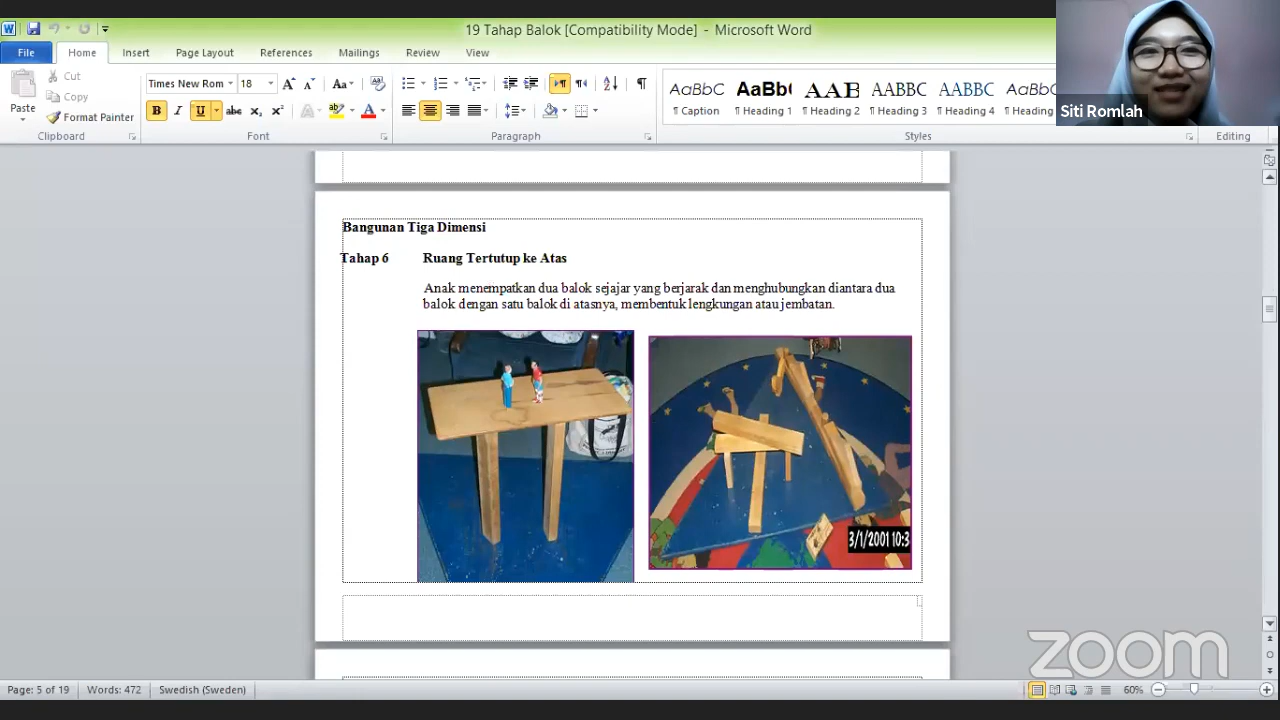 19 Tahap Balok [Compatibility Mode] - Microsoft Word
File Home Insert Page Layout References Mailings Review View
Siti Romlah
Paste
Cut
Copy
Format Painter
Clipboard
Times New Rom 18
Font
Paragraph
AaBbC AaBbC AAB AABBC AABBC AaBbC
¶ Caption ¶ Heading 1 ¶ Heading 2 ¶ Heading 3 ¶ Heading 4 ¶ Heading
Styles
Editing
Bangunan Tiga Dimensi
Tahap 6 Ruang Tertutup ke Atas
Anak menempatkan dua balok sejajar yang berjarak dan menghubungkan diantara dua
balok dengan satu balok di atasnya, membentuk lengkungan atau jembatan.
3/1/2001 10:3
zoom
Page: 5 of 19 Words: 472 Swedish (Sweden) 60%